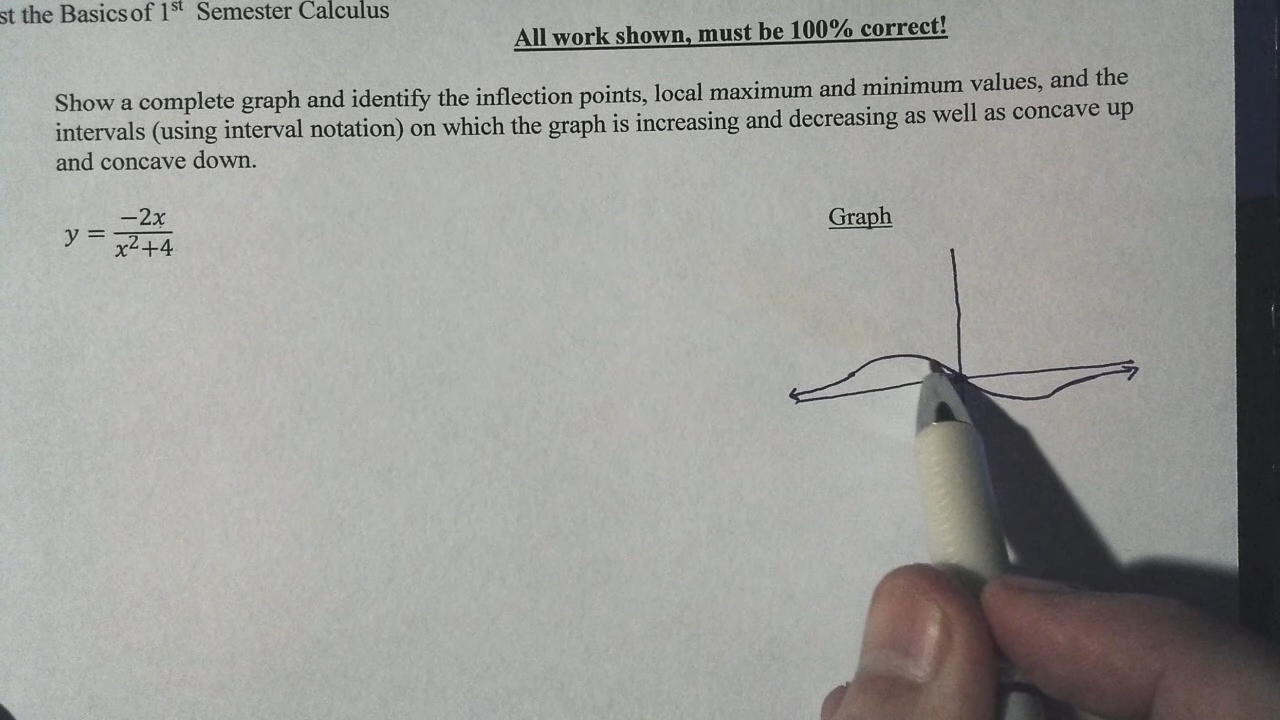 st the Basics of 1st Semester Calculus
All work shown, must be 100% correct!
Show a complete graph and identify the inflection points, local maximum and minimum values, and the
intervals (using interval notation) on which the graph is increasing and decreasing as well as concave up
and concave down.
y = −2x / x²+4
Graph